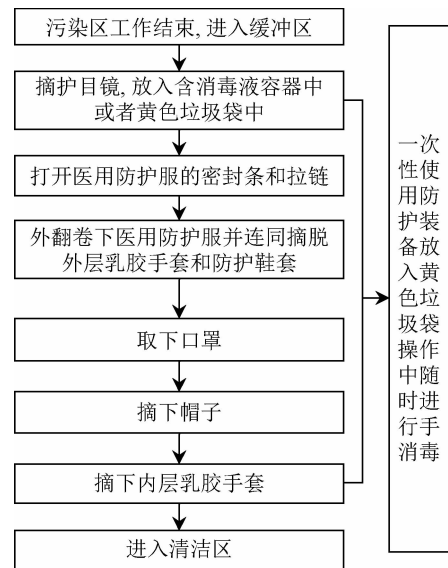 污染区工作结束, 进入缓冲区
摘护目镜, 放入含消毒液容器中
或者黄色垃圾袋中
打开医用防护服的密封条和拉链
外翻卷下医用防护服并连同摘脱
外层乳胶手套和防护鞋套
取下口罩
摘下帽子
摘下内层乳胶手套
进入清洁区
一次
性使
用防
护装
备放
入黄
色垃
圾袋
操作
中随
时进
行手
消毒